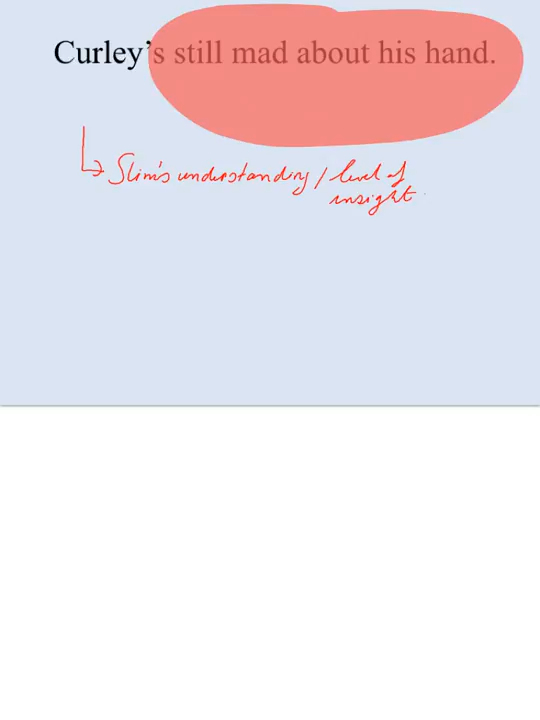 Curley’s still mad about his hand.
Slim's understanding / level of
insight